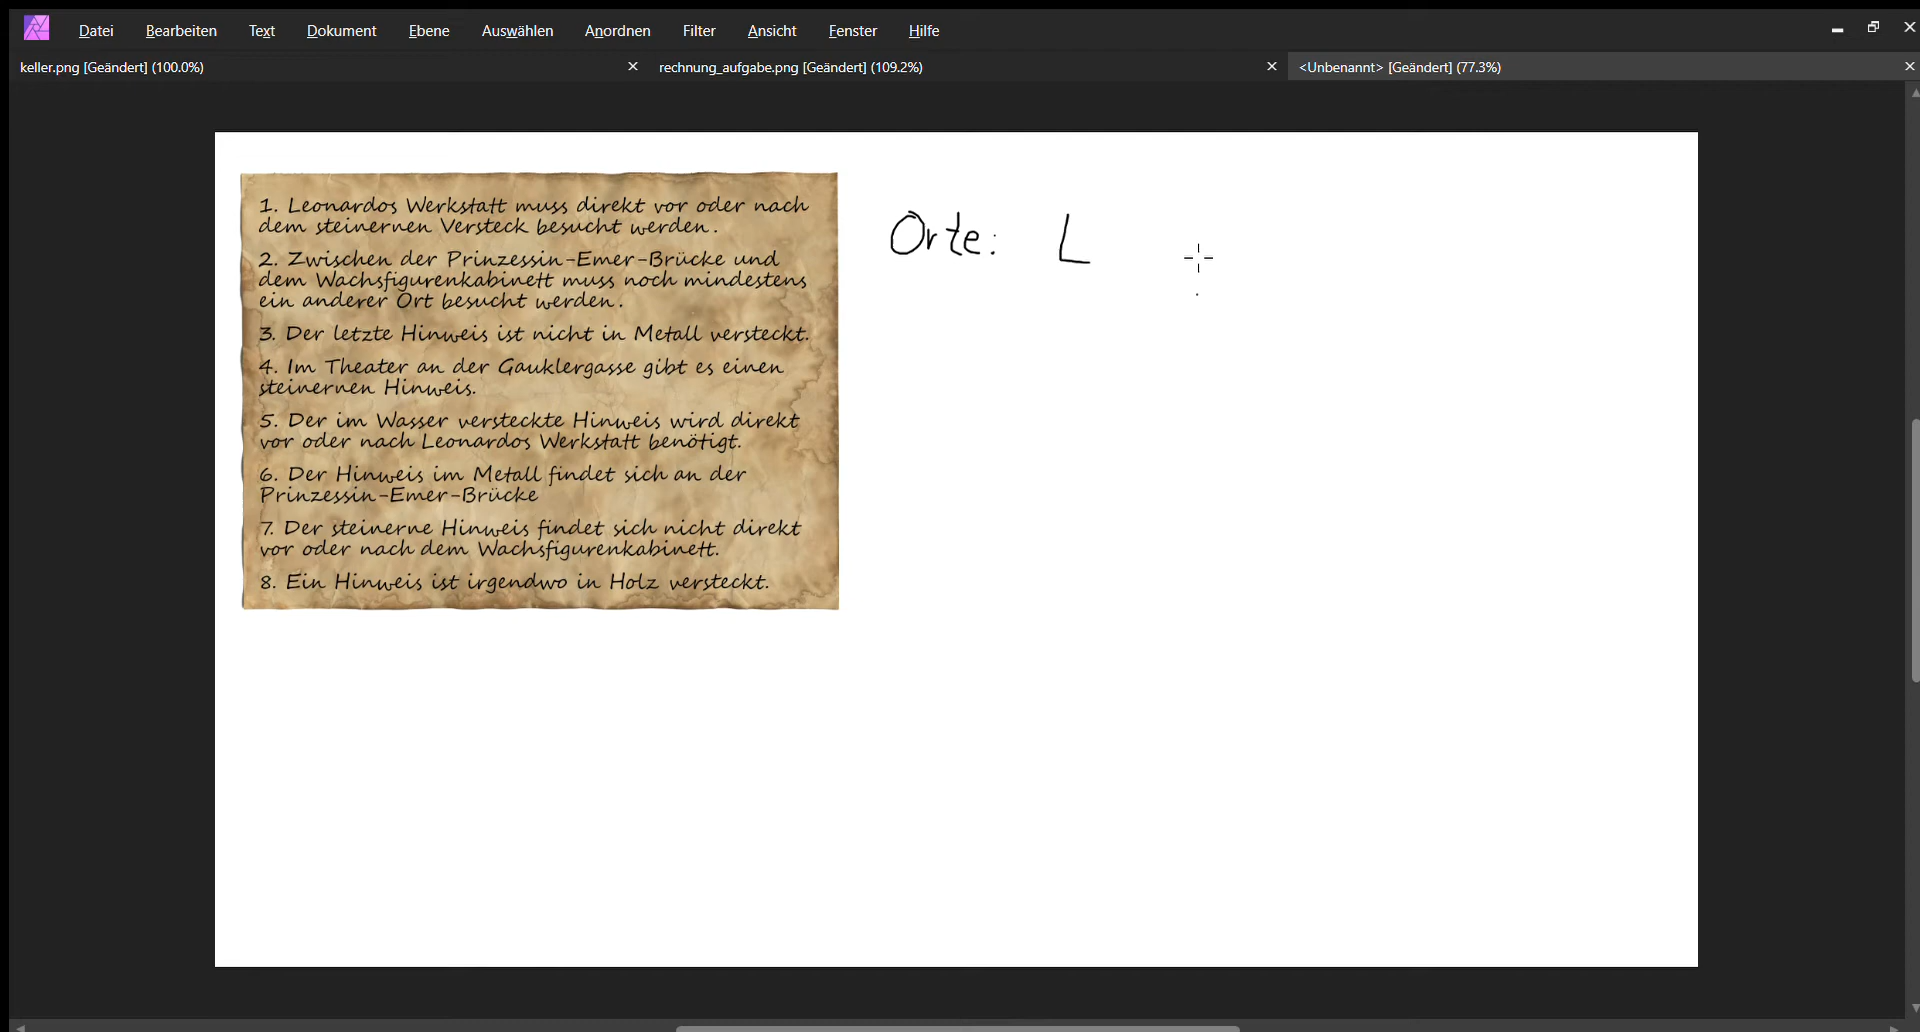 Datei Bearbeiten Text Dokument Ebene Auswählen Anordnen Filter Ansicht Fenster Hilfe
keller.png [Geändert] (100.0%) rechnung_aufgabe.png [Geändert] (109.2%) <Unbenannt> [Geändert] (77.3%)
1. Leonardos Werkstatt muss direkt vor oder nach
dem steinernen Versteck besucht werden.
2. Zwischen der Prinzessin-Emer-Brücke und
dem Wachsfigurenkabinett muss noch mindestens
ein anderer Ort besucht werden.
3. Der letzte Hinweis ist nicht in Metall versteckt.
4. Im Theater an der Gauklergasse gibt es einen
steinernen Hinweis.
5. Der im Wasser versteckte Hinweis wird direkt
vor oder nach Leonardos Werkstatt benötigt.
6. Der Hinweis im Metall findet sich an der
Prinzessin-Emer-Brücke
7. Der steinerne Hinweis findet sich nicht direkt
vor oder nach dem Wachsfigurenkabinett.
8. Ein Hinweis ist irgendwo in Holz versteckt.
Orte: L